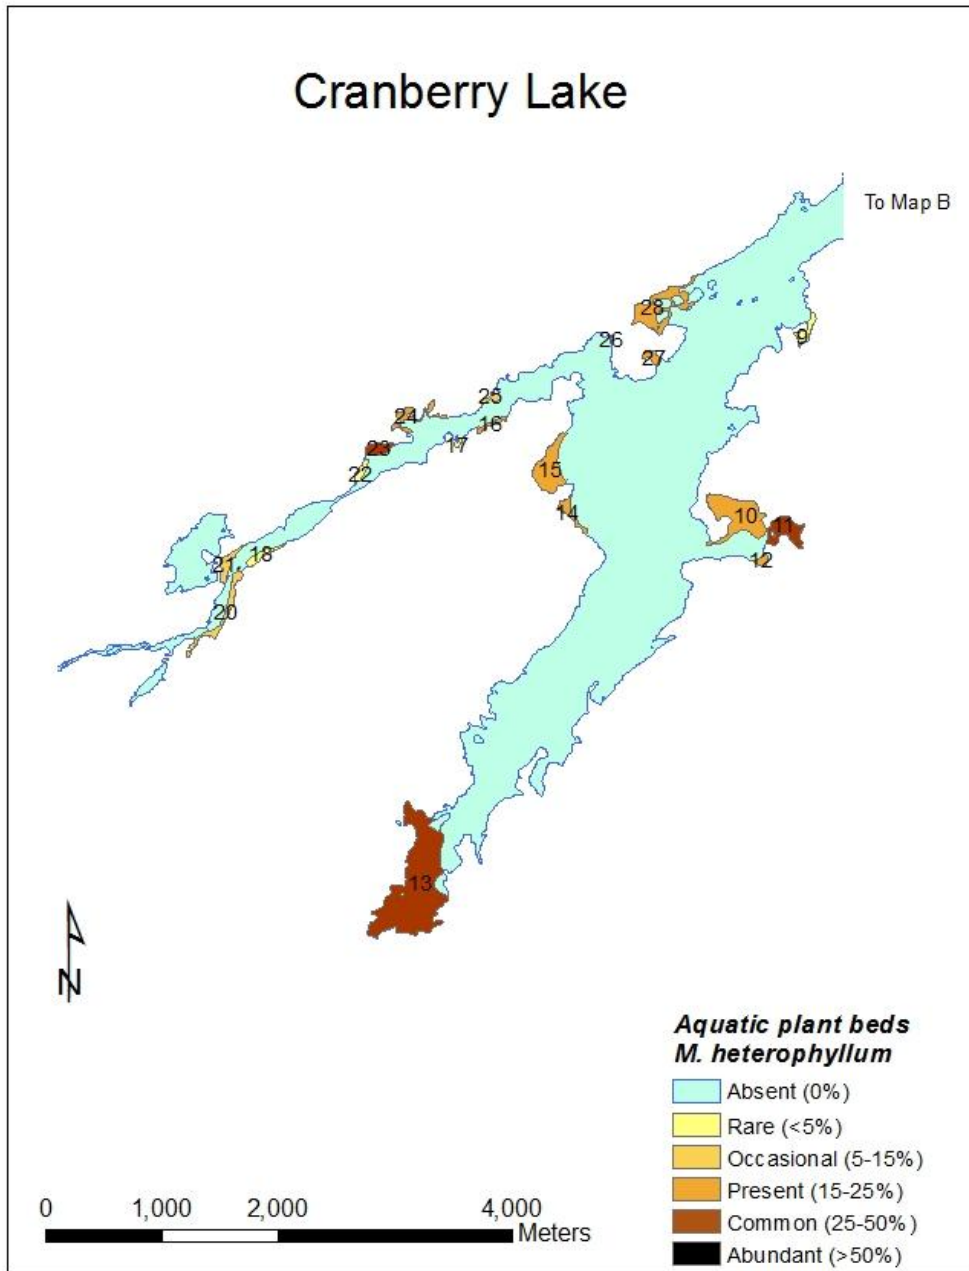 Cranberry Lake
To Map B
28
26
9
27
25
24
16
17
23
15
22
14
10
11
18
12
21
20
13
N
Aquatic plant beds
M. heterophyllum
Absent (0%)
Rare (<5%)
Occasional (5-15%)
Present (15-25%)
Common (25-50%)
Abundant (>50%)
0 1,000 2,000 4,000
Meters